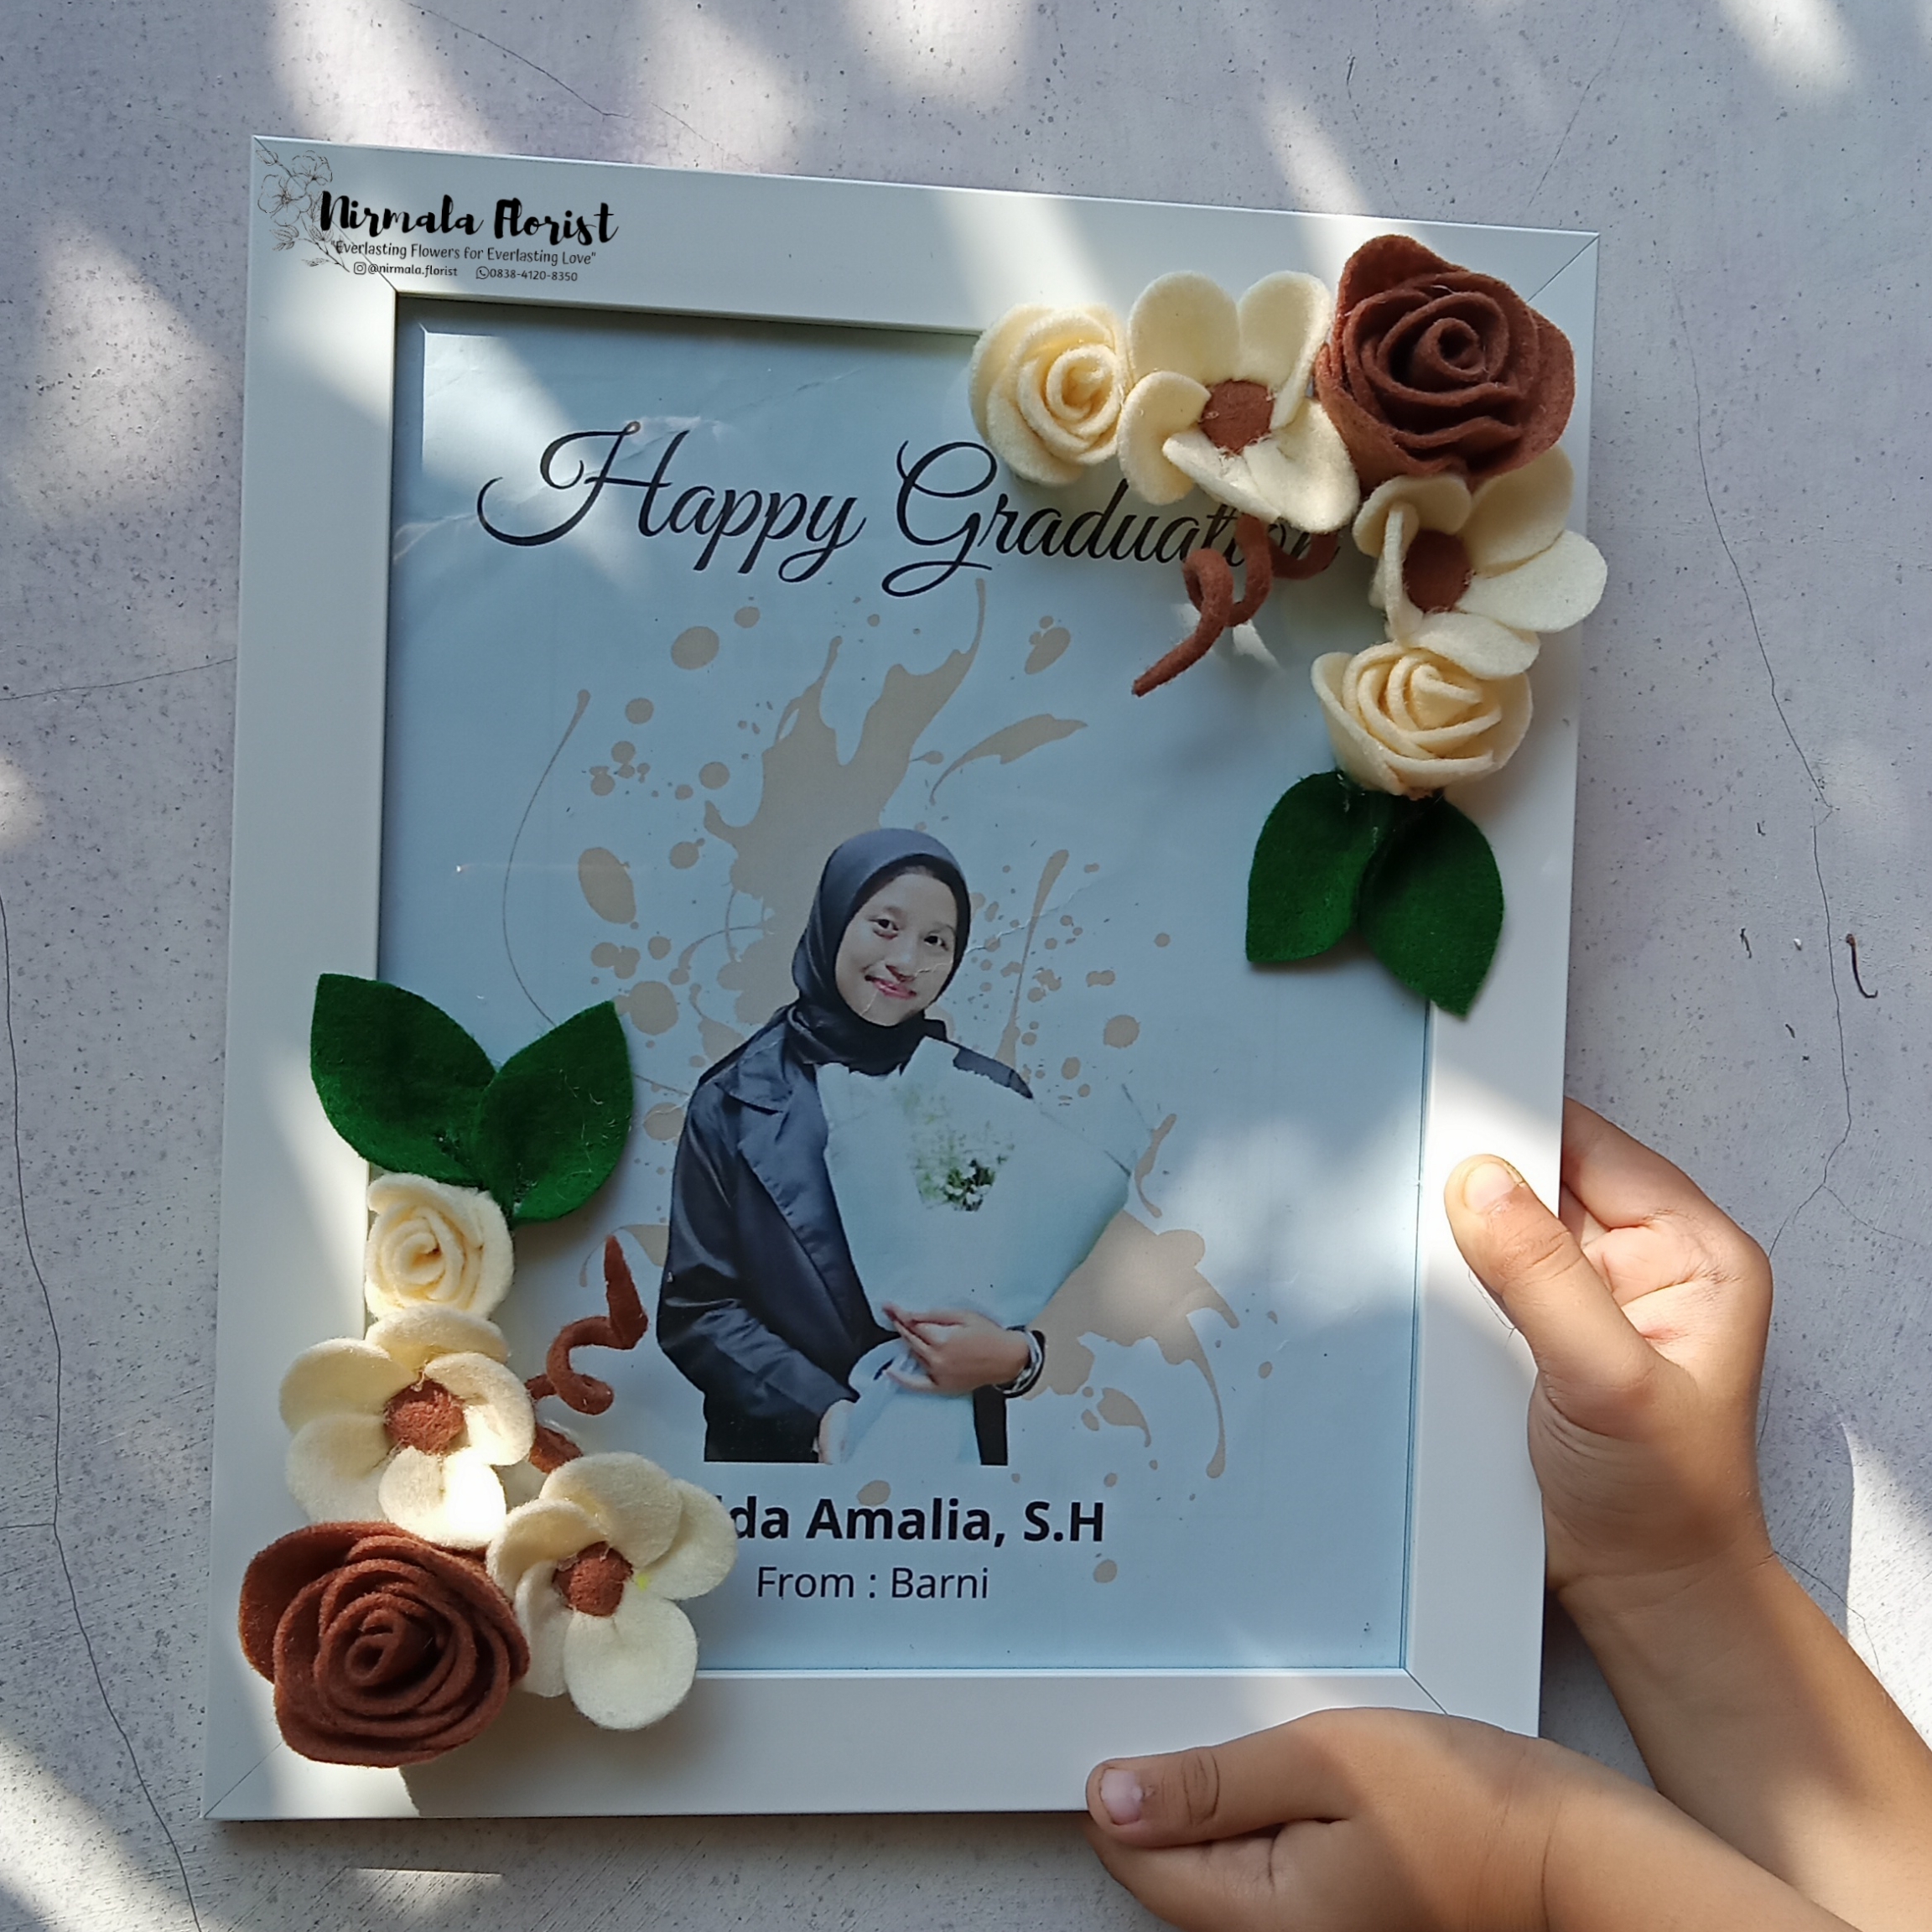 Nirmala Florist
"Everlasting Flowers for Everlasting Love"
@nirmala.florist 0838-4120-8350
Happy Graduation
da Amalia, S.H
From : Barni